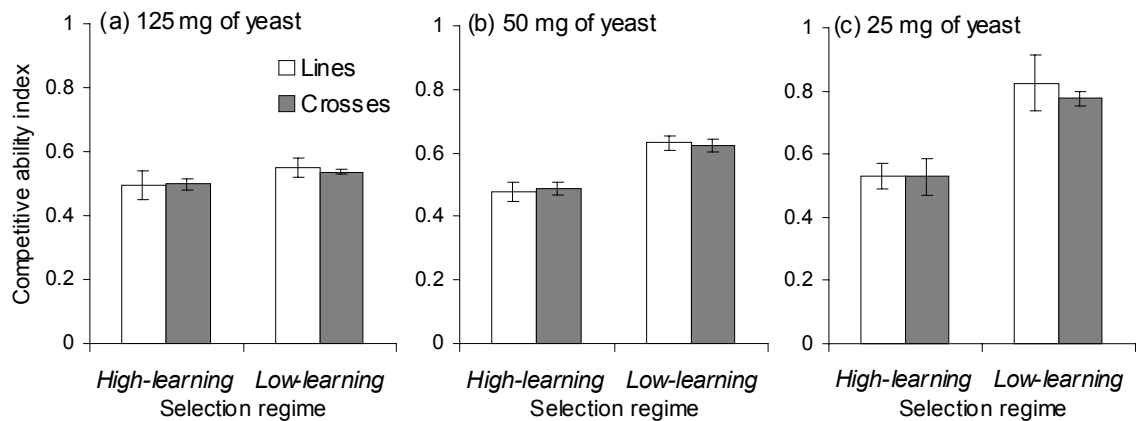 (a) 125 mg of yeast
(b) 50 mg of yeast
(c) 25 mg of yeast
Competitive ability index
1
0.8
0.6
0.4
0.2
0
Lines
Crosses
High-learning Low-learning
Selection regime
1
0.8
0.6
0.4
0.2
0
High-learning Low-learning
Selection regime
1
0.8
0.6
0.4
0.2
0
High-learning Low-learning
Selection regime